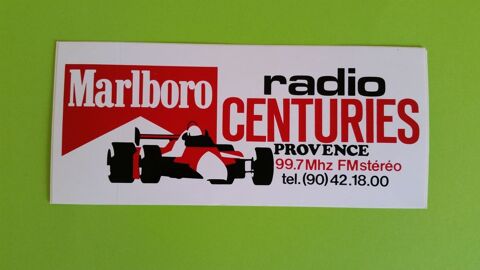 Marlboro
radio
CENTURIES
PROVENCE
99.7Mhz FMstéréo
tel.(90)42.18.00